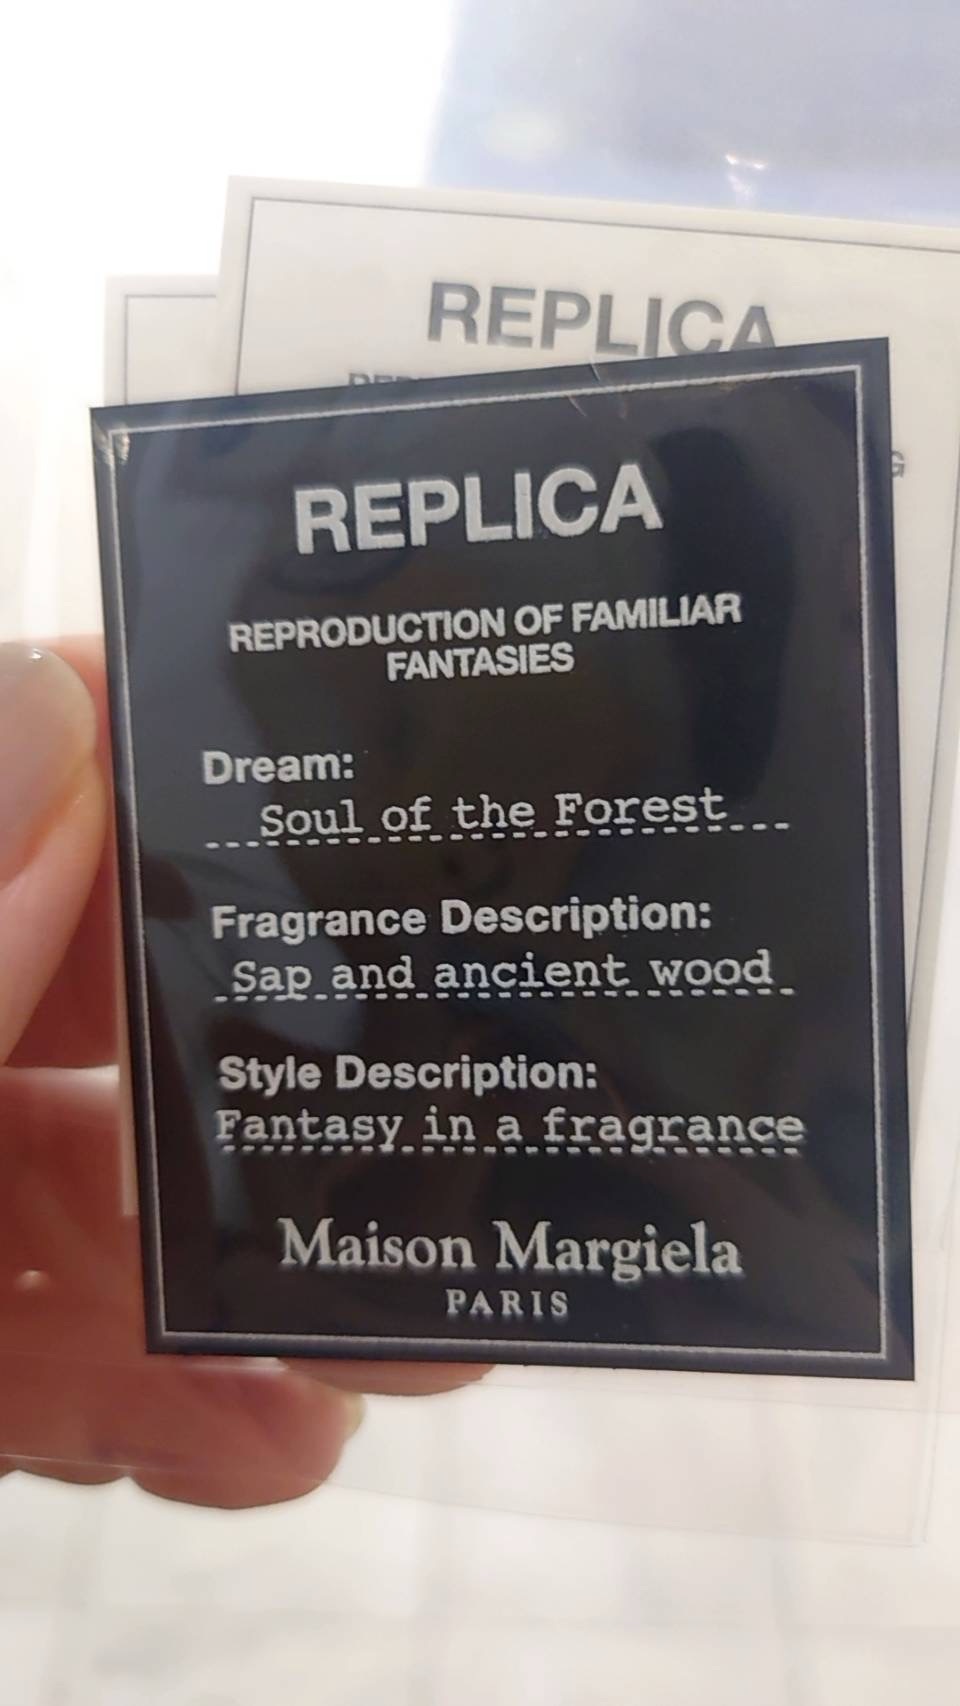 REPLICA
REPLICA
REPRODUCTION OF FAMILIAR
FANTASIES
Dream:
Soul of the Forest
Fragrance Description:
Sap and ancient wood
Style Description:
Fantasy in a fragrance
Maison Margiela
PARIS